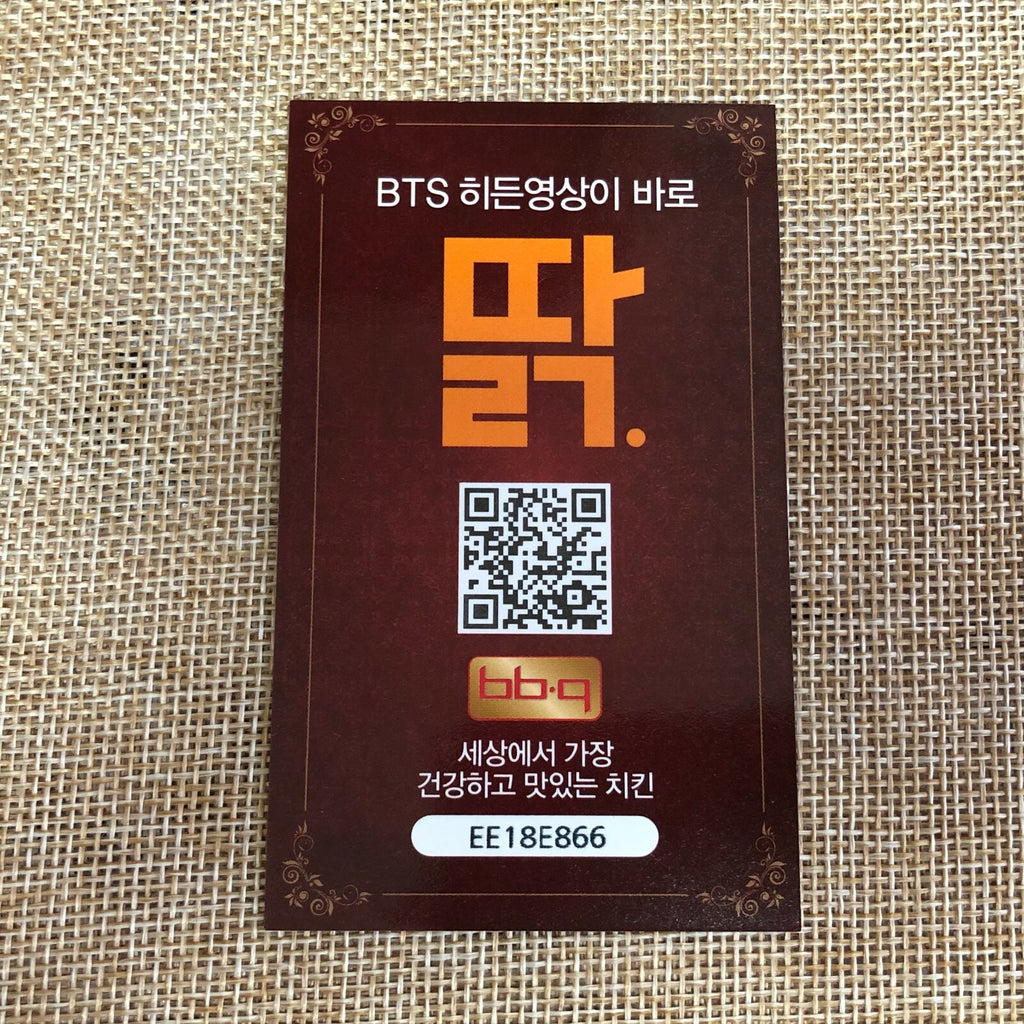 BTS 히든영상이 바로
딹.
bb.q
세상에서 가장
건강하고 맛있는 치킨
EE18E866